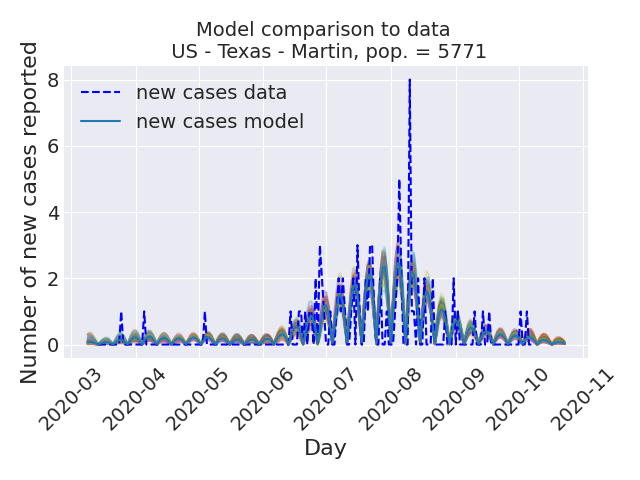 Model comparison to data
US - Texas - Martin, pop. = 5771
Number of new cases reported
8
6
4
2
0
new cases data
new cases model
2020-03
2020-04
2020-05
2020-06
2020-07
2020-08
2020-09
2020-10
2020-11
Day